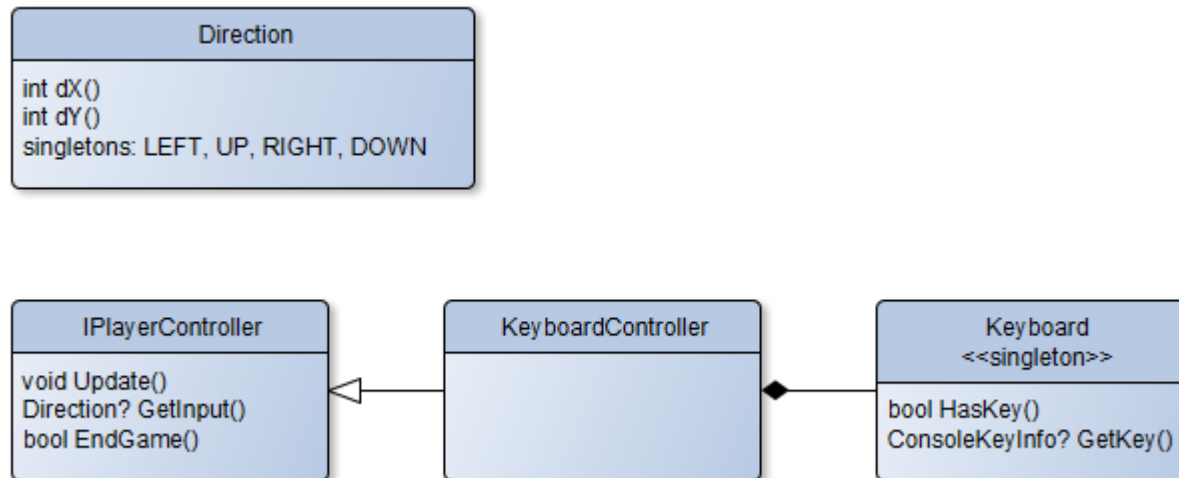 Direction
int dX()
int dY()
singletons: LEFT, UP, RIGHT, DOWN
IPlayerController
void Update()
Direction? GetInput()
bool EndGame()
KeyboardController
Keyboard
<<singleton>>
bool HasKey()
ConsoleKeyInfo? GetKey()